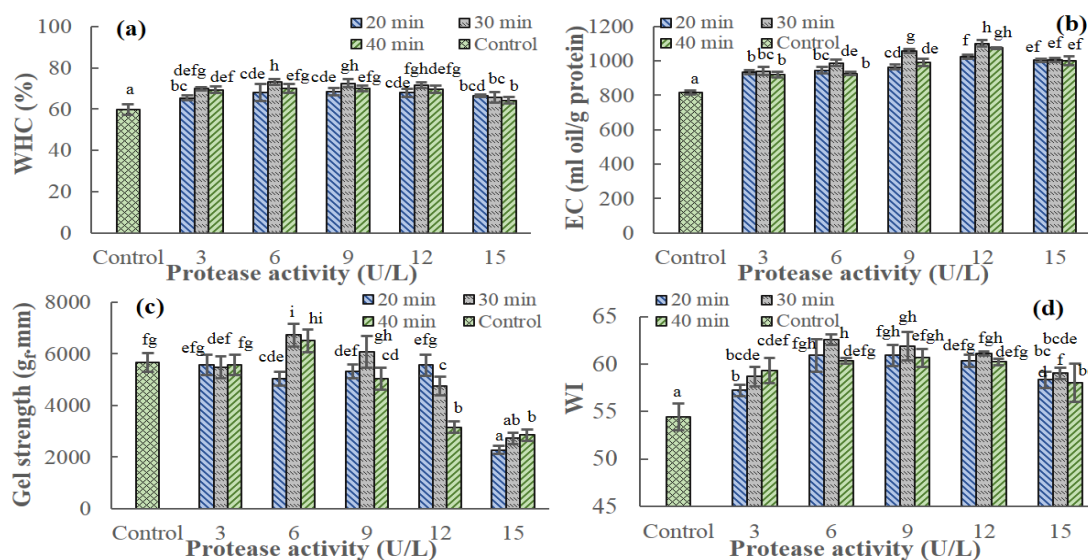 (a)
20 min 30 min
40 min Control
100
80
60
40
20
0
WHC (%)
a
bc defg def
cde h efg
cde gh efg
cde fgh defg
bcd b b
Control 3 6 9 12 15
Protease activity (U/L)
(b)
20 min 30 min
40 min Control
1200
1000
800
600
400
200
0
EC (ml oil/g protein)
a
b bc b
bc de b
cd g de
f h gh
ef ef ef
Control 3 6 9 12 15
Protease activity (U/L)
(c)
20 min 30 min
40 min Control
8000
6000
4000
2000
0
Gel strength (gf.mm)
fg
efg def fg
cde i hi
def gh cd
efg c b
a ab b
Control 3 6 9 12 15
Protease activity (U/L)
(d)
20 min 30 min
40 min Control
65
60
55
50
45
WI
a
b bcde cdef
fgh h defg
fgh gh efgh
defg fgh defg
bc bcde b
d f
Control 3 6 9 12 15
Protease activity (U/L)